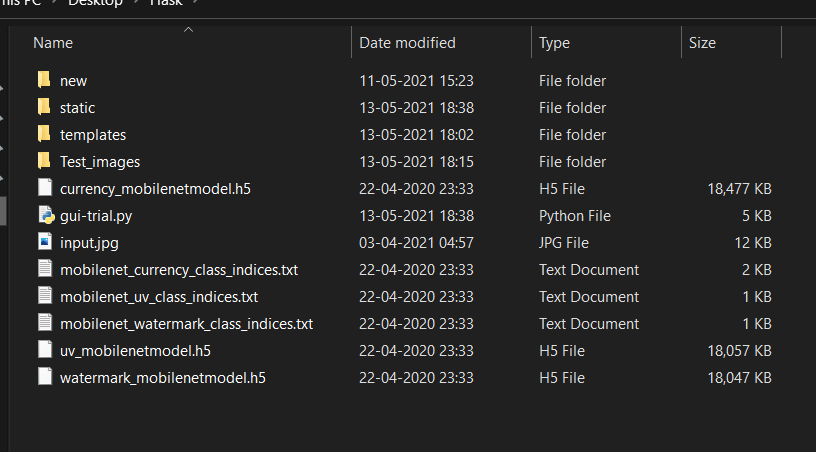 Desktop
Name Date modified Type Size
new 11-05-2021 15:23 File folder
static 13-05-2021 18:38 File folder
templates 13-05-2021 18:02 File folder
Test_images 13-05-2021 18:15 File folder
currency_mobilenetmodel.h5 22-04-2020 23:33 H5 File 18,477 KB
gui-trial.py 13-05-2021 18:38 Python File 5 KB
input.jpg 03-04-2021 04:57 JPG File 12 KB
mobilenet_currency_class_indices.txt 22-04-2020 23:33 Text Document 2 KB
mobilenet_uv_class_indices.txt 22-04-2020 23:33 Text Document 1 KB
mobilenet_watermark_class_indices.txt 22-04-2020 23:33 Text Document 1 KB
uv_mobilenetmodel.h5 22-04-2020 23:33 H5 File 18,057 KB
watermark_mobilenetmodel.h5 22-04-2020 23:33 H5 File 18,047 KB